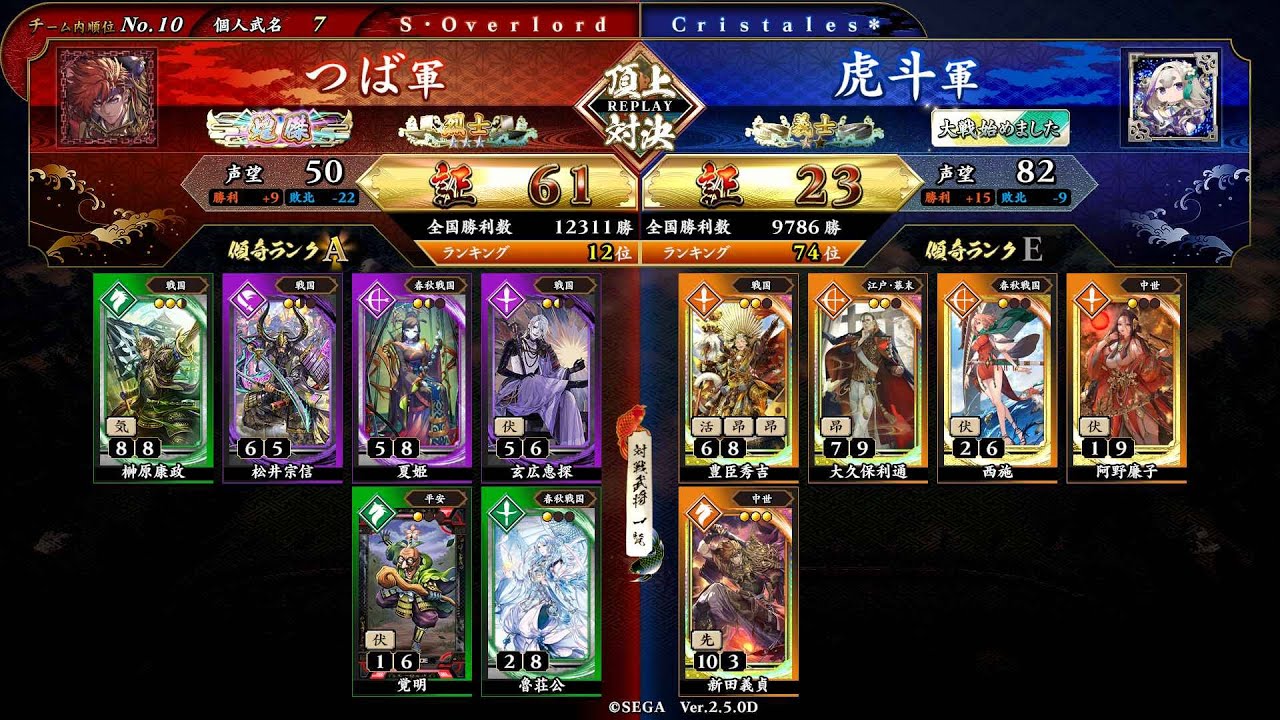 チーム内順位 No.10 個人武名 7
S・Overlord
Cristales*
つば軍
頂上
REPLAY
対決
虎斗軍
烈士
義士
大戦始めました
声望 50
勝利 +9 敗北 -22
証 61
証 23
声望 82
勝利 +15 敗北 -9
全国勝利数 12311勝
全国勝利数 9786勝
ランキング 12位
ランキング 74位
傾奇ランク A
傾奇ランク E
戦国
気
8 8
榊原康政
戦国
6 5
松井宗信
春秋戦国
5 8
夏姫
戦国
伏
5 6
玄広恵探
平安
伏
1 6
覚明
春秋戦国
2 8
魯荘公
対戦武将一覧
戦国
活 昂 昂
6 8
豊臣秀吉
江戸・幕末
昂
7 9
大久保利通
春秋戦国
伏
2 6
西施
中世
伏
1 9
阿野廉子
中世
先
10 3
新田義貞
©SEGA Ver.2.5.0D